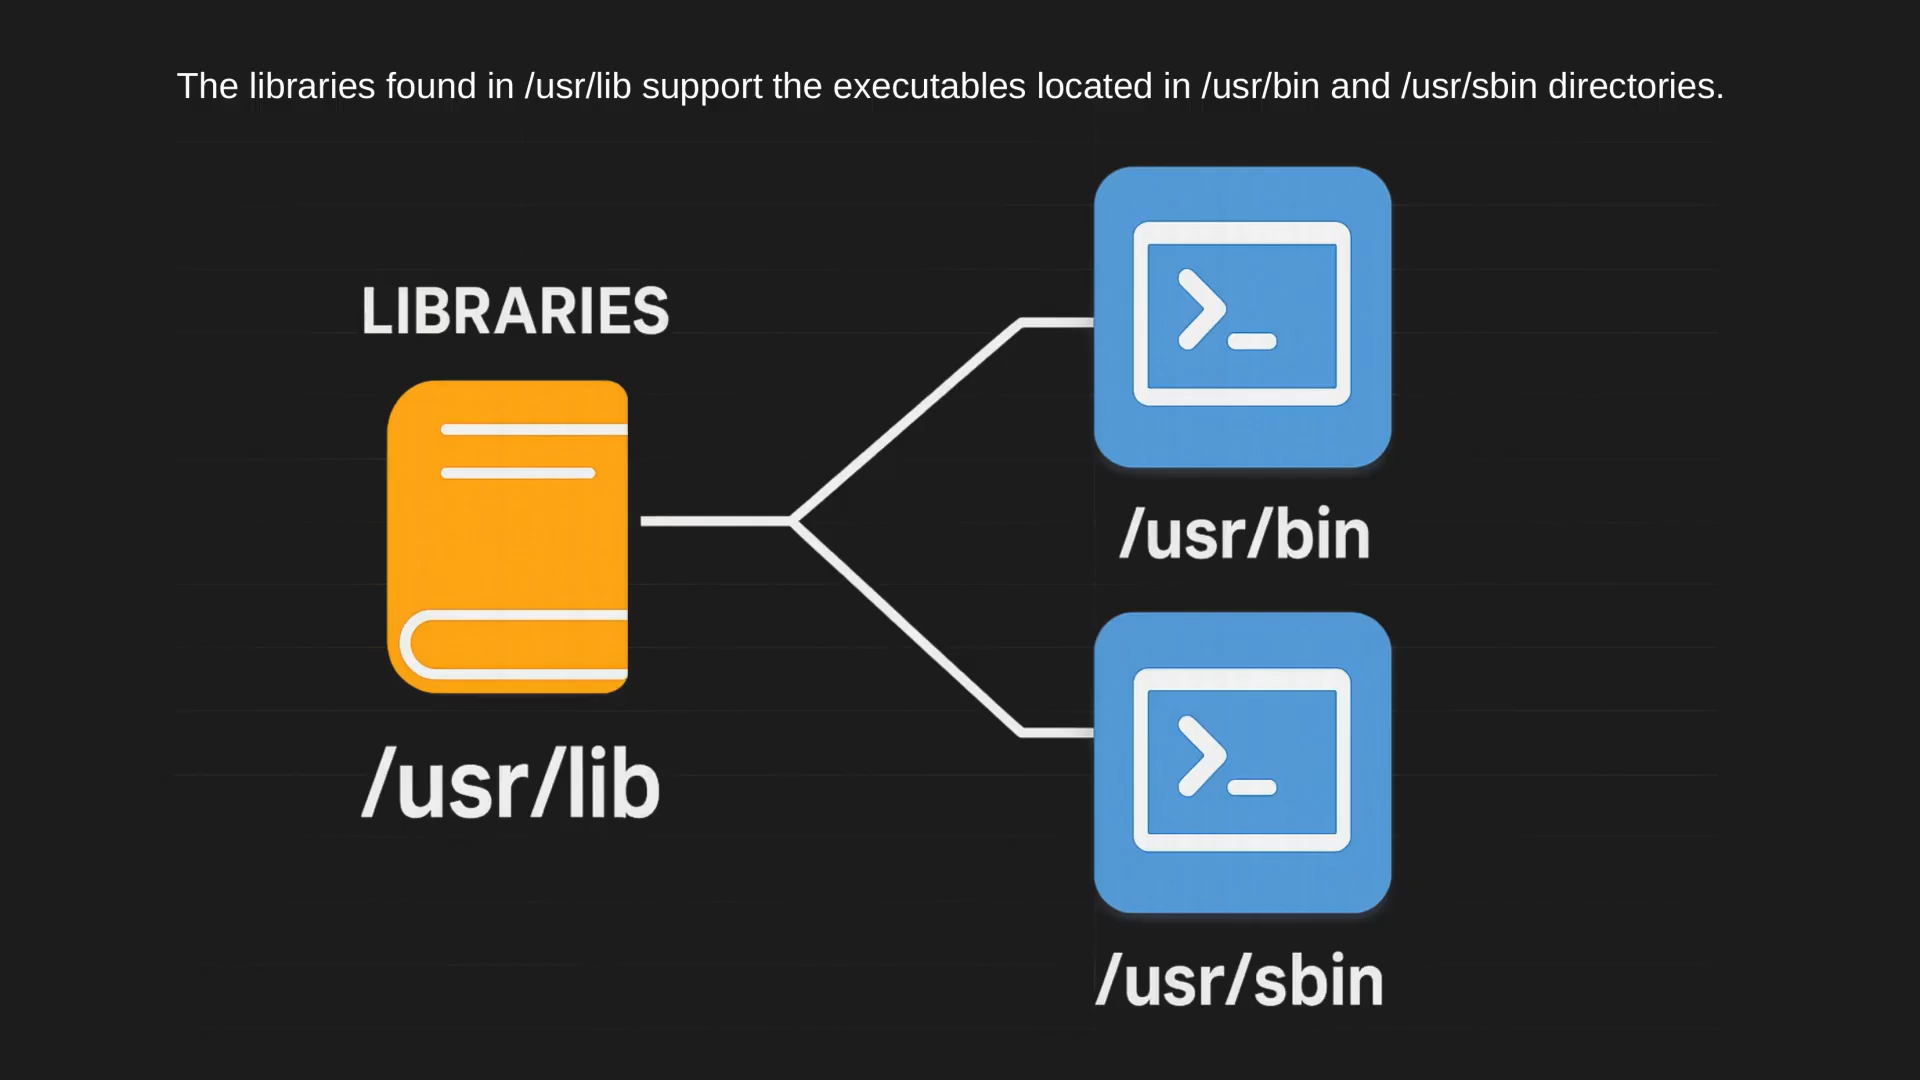 The libraries found in /usr/lib support the executables located in /usr/bin and /usr/sbin directories.
LIBRARIES
/usr/lib
/usr/bin
/usr/sbin